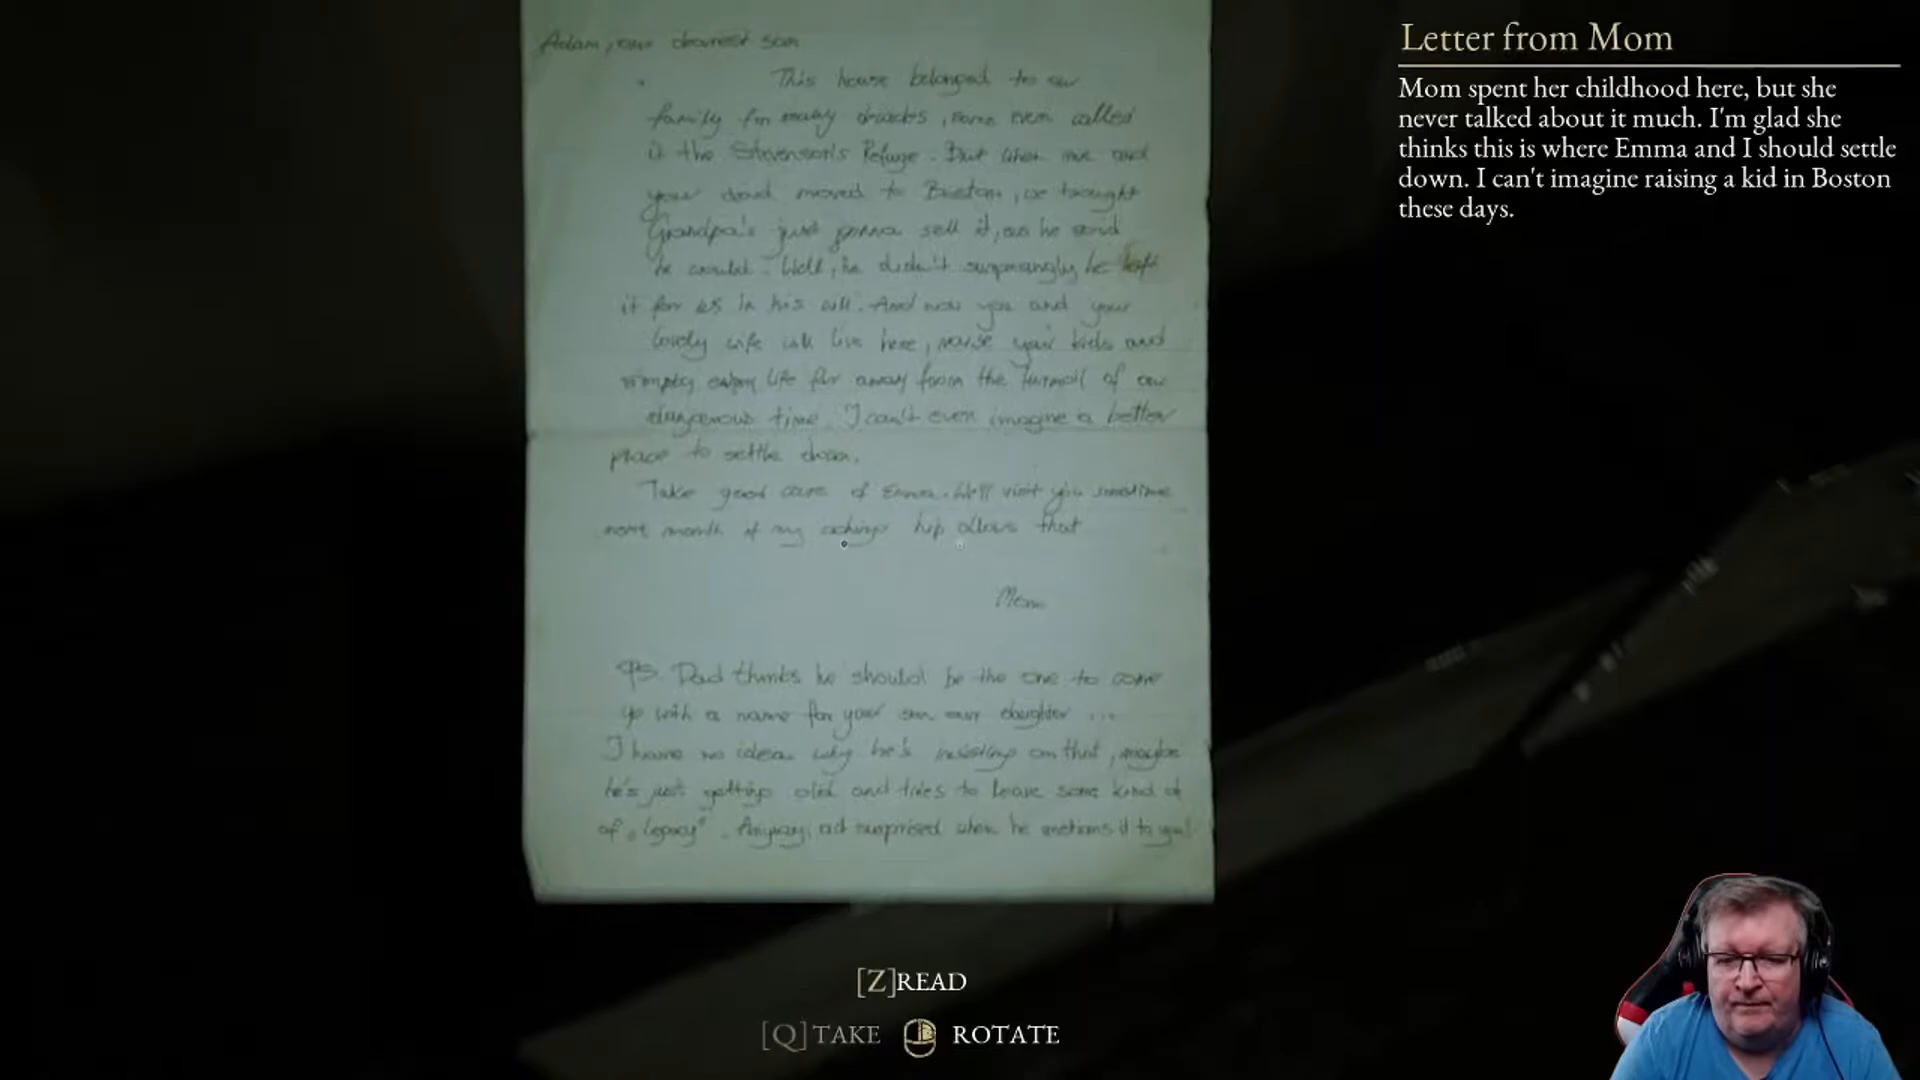 Adam, our dearest son
This house belonged to our
family for many decades, some even called
it the Stevenson's Refuge. But when me and
your dad moved to Boston, we tought
Grandpa's just gonna sell it, as he said
he would. Well, he didn't surprisingly he left
it for us in his will. And now you and your
lovely wife will live here, raise your kids and
simply enjoy life far away from the turmoil of our
dangerous time. I can't even imagine a better
place to settle down.
Take good care of Emma. We'll visit you sometime
next month if my aching hip allows that
Mom
PS. Dad thinks he should be the one to come
up with a name for your son our daughter ...
I have no idea why he's insisting on that, maybe
he's just getting old and tries to leave some kind of
of „legacy". Anyway, act surprised when he mentions it to you!
Letter from Mom
Mom spent her childhood here, but she
never talked about it much. I'm glad she
thinks this is where Emma and I should settle
down. I can't imagine raising a kid in Boston
these days.
[Z]READ
[Q]TAKE ROTATE